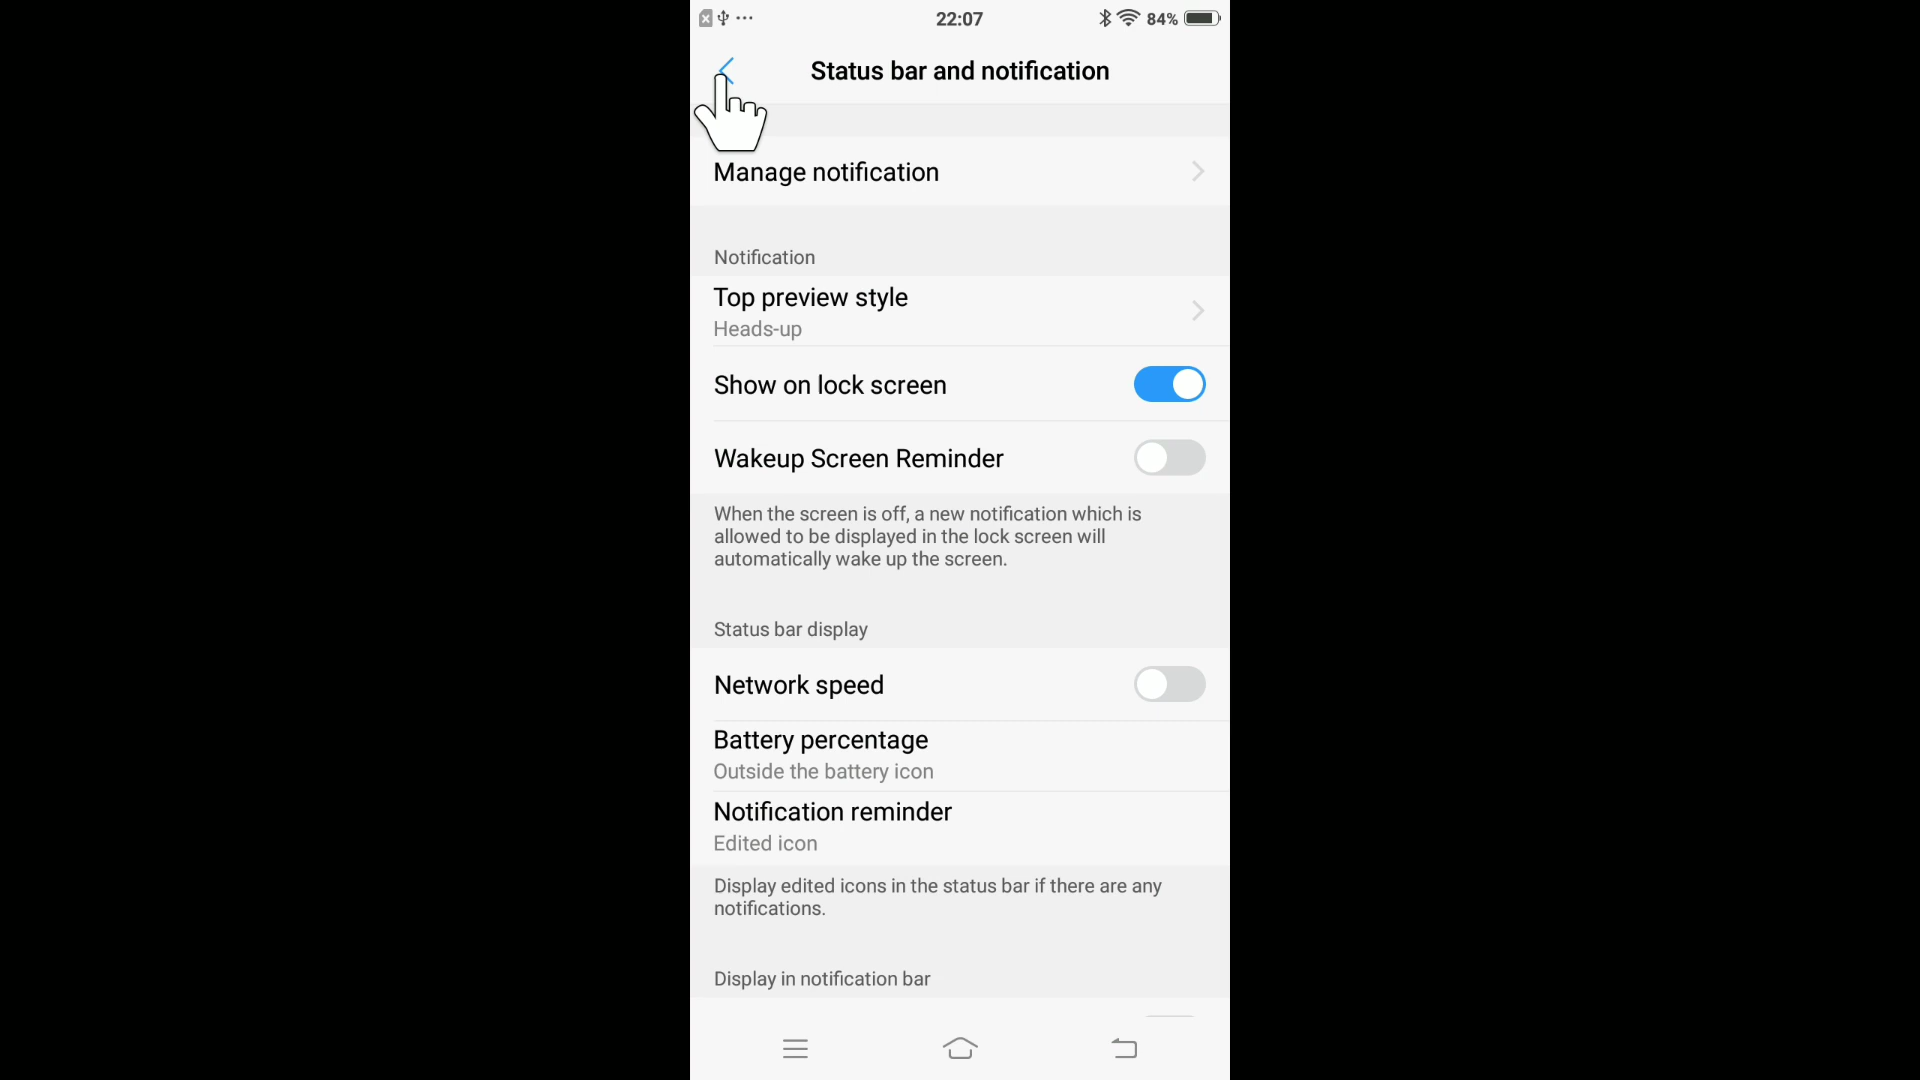 22:07
84%
Status bar and notification
Manage notification
Notification
Top preview style
Heads-up
Show on lock screen
Wakeup Screen Reminder
When the screen is off, a new notification which is
allowed to be displayed in the lock screen will
automatically wake up the screen.
Status bar display
Network speed
Battery percentage
Outside the battery icon
Notification reminder
Edited icon
Display edited icons in the status bar if there are any
notifications.
Display in notification bar